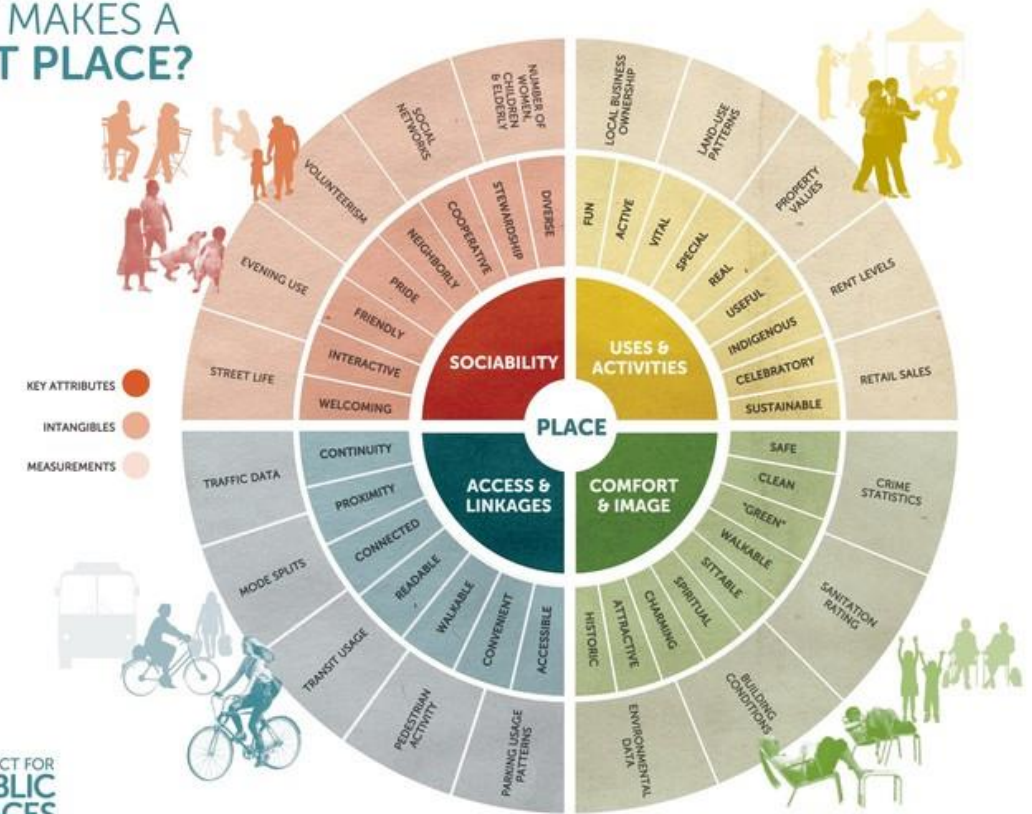 MAKES A
T PLACE?
KEY ATTRIBUTES
INTANGIBLES
MEASUREMENTS
PLACE
SOCIABILITY
USES &
ACTIVITIES
ACCESS &
LINKAGES
COMFORT
& IMAGE
WELCOMING
INTERACTIVE
FRIENDLY
PRIDE
NEIGHBORLY
COOPERATIVE
STEWARDSHIP
DIVERSE
STREET LIFE
EVENING USE
VOLUNTEERISM
SOCIAL
NETWORKS
NUMBER OF
WOMEN,
CHILDREN
& ELDERLY
FUN
ACTIVE
VITAL
SPECIAL
REAL
USEFUL
INDIGENOUS
CELEBRATORY
SUSTAINABLE
LOCAL BUSINESS
OWNERSHIP
LAND-USE
PATTERNS
PROPERTY
VALUES
RENT LEVELS
RETAIL SALES
SAFE
CLEAN
"GREEN"
WALKABLE
SITTABLE
SPIRITUAL
CHARMING
ATTRACTIVE
HISTORIC
CRIME
STATISTICS
SANITATION
RATING
BUILDING
CONDITIONS
ENVIRONMENTAL
DATA
CONTINUITY
PROXIMITY
CONNECTED
READABLE
WALKABLE
CONVENIENT
ACCESSIBLE
TRAFFIC DATA
MODE SPLITS
TRANSIT USAGE
PEDESTRIAN
ACTIVITY
PARKING USAGE
PATTERNS
CT FOR
BLIC